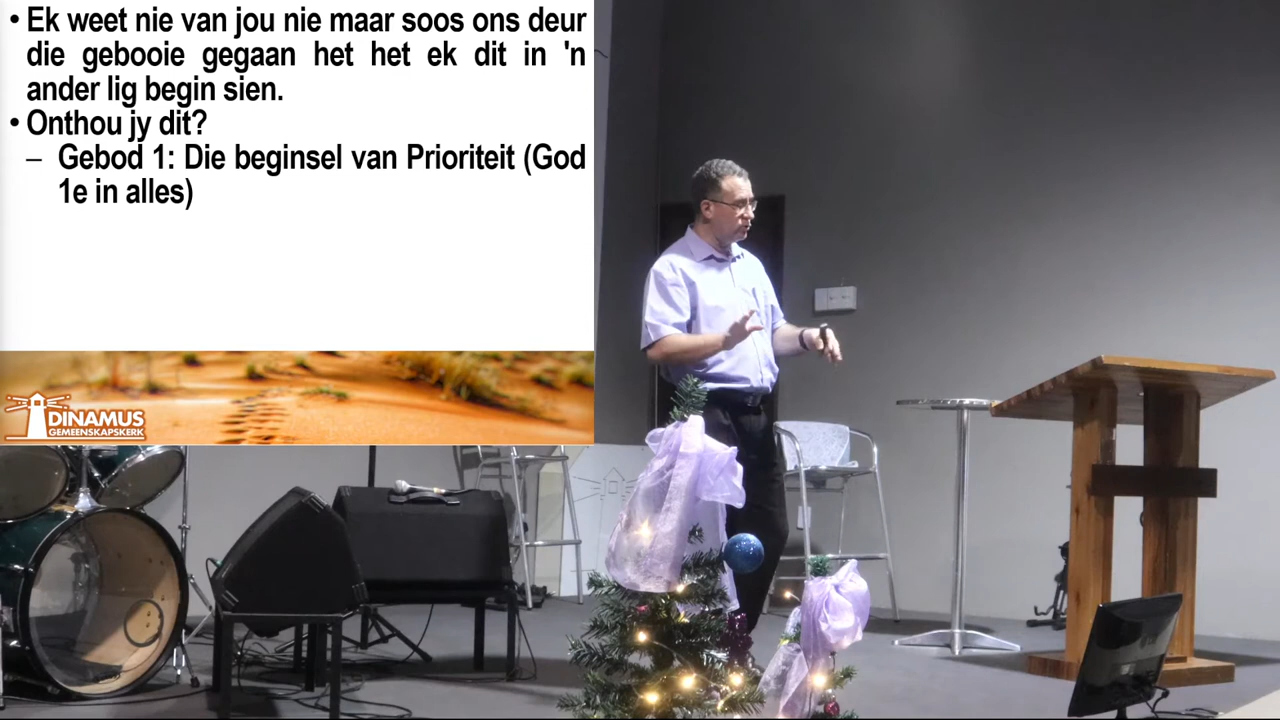 • Ek weet nie van jou nie maar soos ons deur
die gebooie gegaan het het ek dit in 'n
ander lig begin sien.
• Onthou jy dit?
– Gebod 1: Die beginsel van Prioriteit (God
1e in alles)
DINAMUS
GEMEENSKAPSKERK